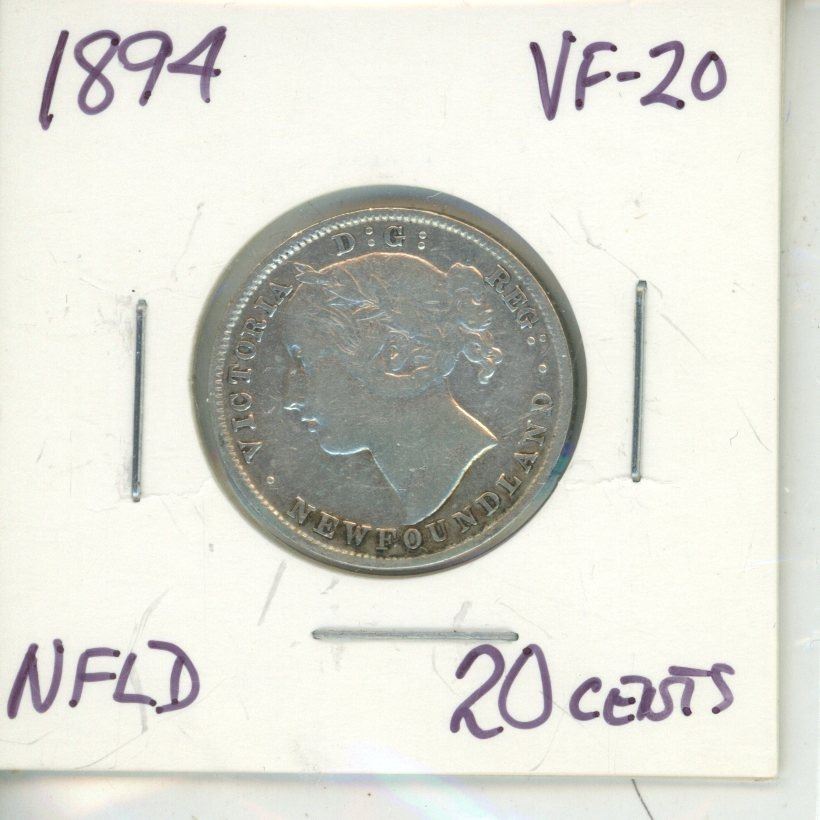 1894 VF-20
VICTORIA D:G: REG:
NEWFOUNDLAND
NFLD 20 CENTS